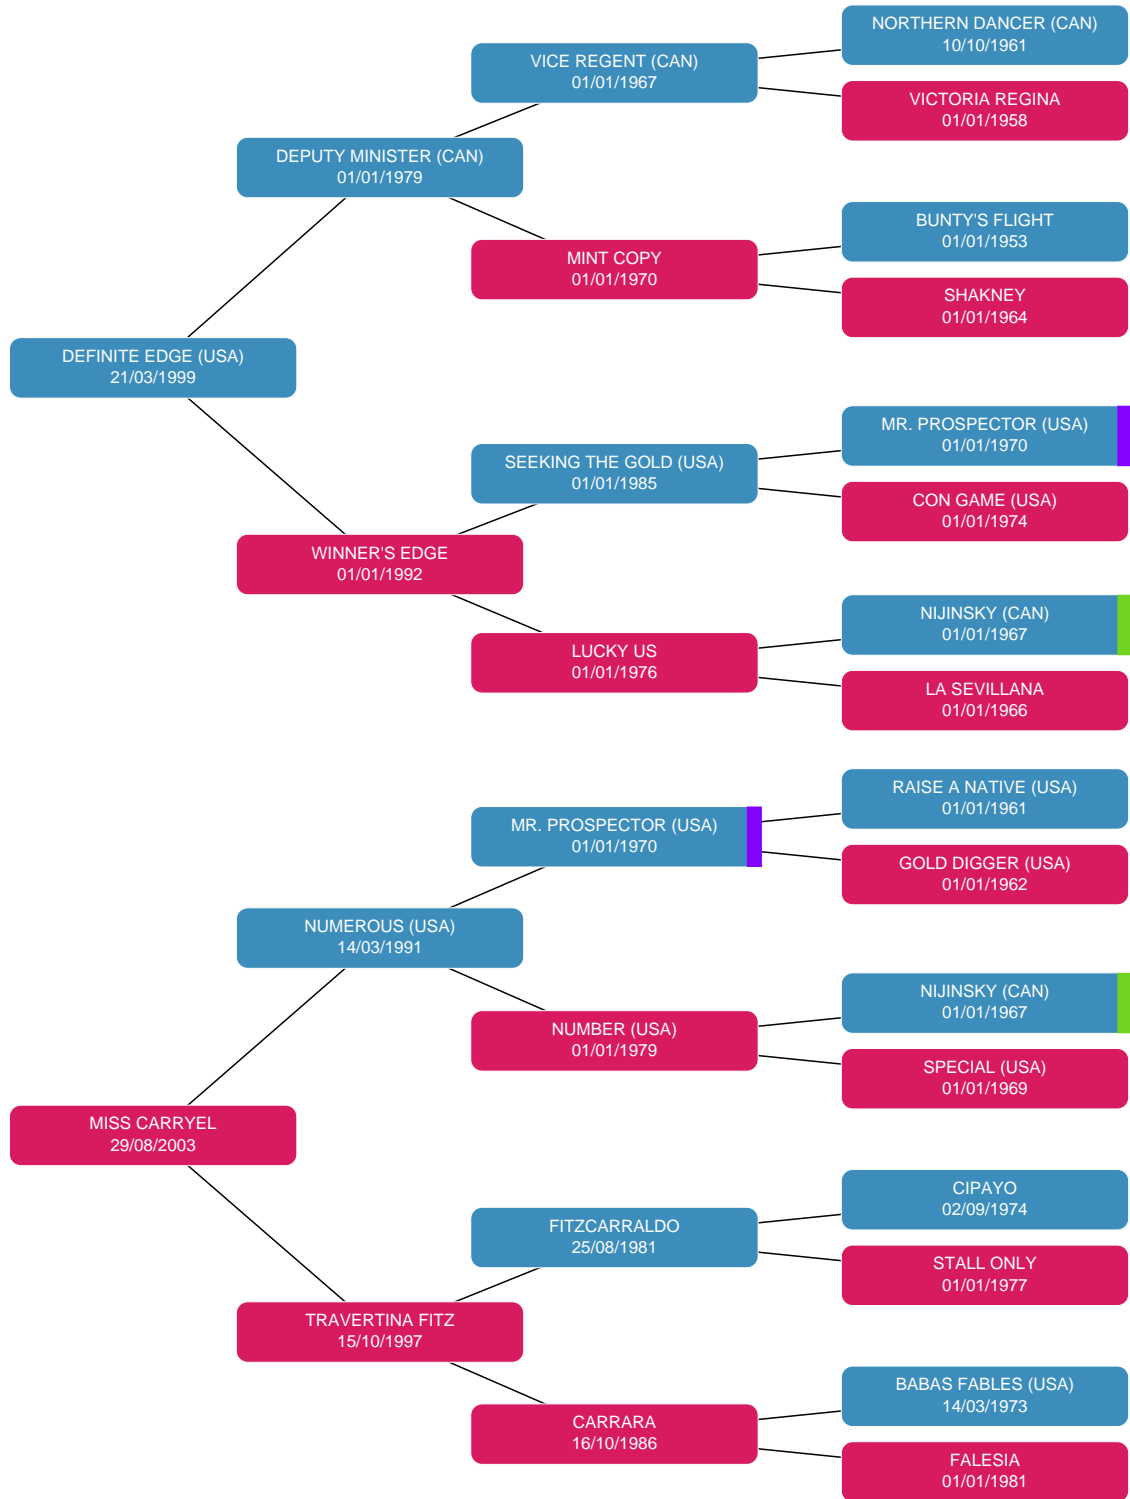 NORTHERN DANCER (CAN)
10/10/1961
VICE REGENT (CAN)
01/01/1967
VICTORIA REGINA
01/01/1958
DEPUTY MINISTER (CAN)
01/01/1979
BUNTY'S FLIGHT
01/01/1953
MINT COPY
01/01/1970
SHAKNEY
01/01/1964
DEFINITE EDGE (USA)
21/03/1999
MR. PROSPECTOR (USA)
01/01/1970
SEEKING THE GOLD (USA)
01/01/1985
CON GAME (USA)
01/01/1974
WINNER'S EDGE
01/01/1992
NIJINSKY (CAN)
01/01/1967
LUCKY US
01/01/1976
LA SEVILLANA
01/01/1966
RAISE A NATIVE (USA)
01/01/1961
MR. PROSPECTOR (USA)
01/01/1970
GOLD DIGGER (USA)
01/01/1962
NUMEROUS (USA)
14/03/1991
NIJINSKY (CAN)
01/01/1967
NUMBER (USA)
01/01/1979
SPECIAL (USA)
01/01/1969
MISS CARRYEL
29/08/2003
CIPAYO
02/09/1974
FITZCARRALDO
25/08/1981
STALL ONLY
01/01/1977
TRAVERTINA FITZ
15/10/1997
BABAS FABLES (USA)
14/03/1973
CARRARA
16/10/1986
FALESIA
01/01/1981